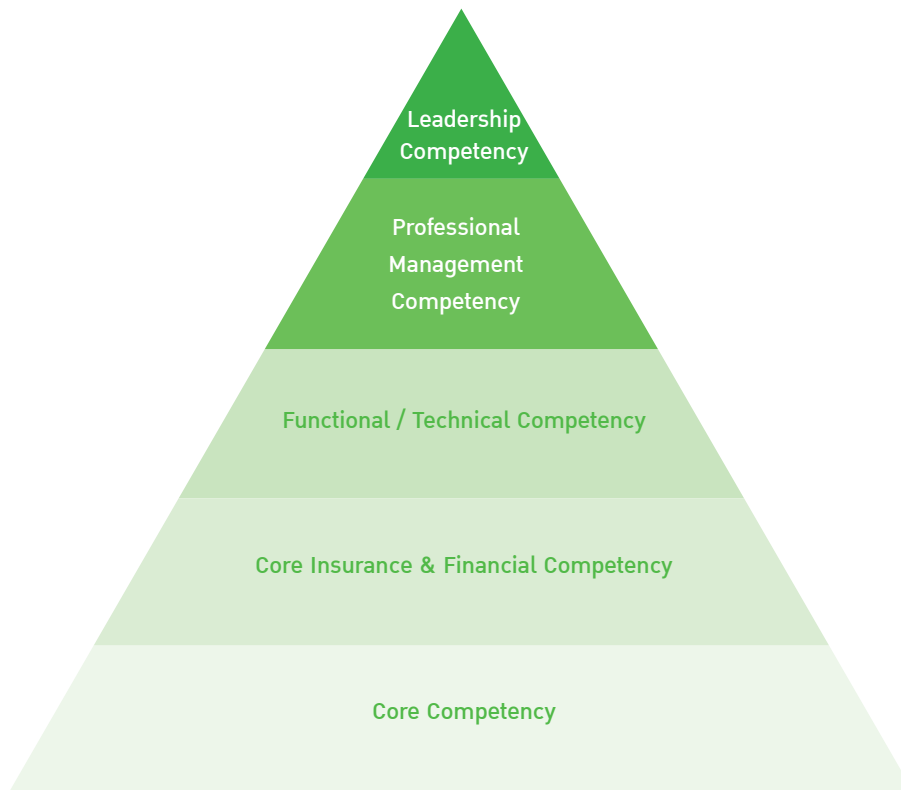 Leadership
Competency
Professional
Management
Competency
Functional / Technical Competency
Core Insurance & Financial Competency
Core Competency